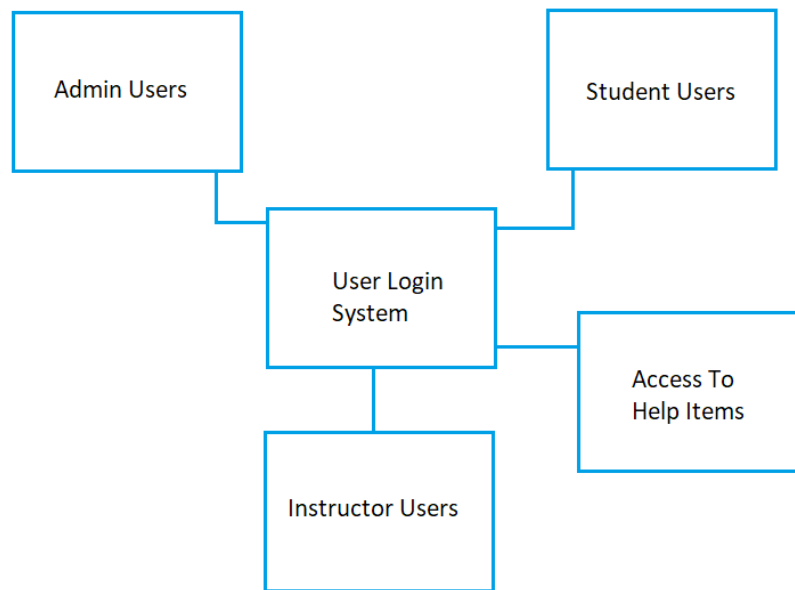 Admin Users
Student Users
User Login
System
Access To
Help Items
Instructor Users